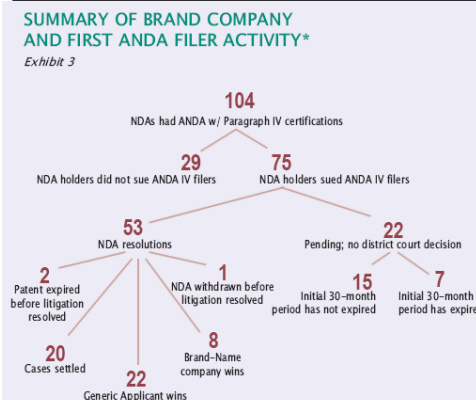 SUMMARY OF BRAND COMPANY
AND FIRST ANDA FILER ACTIVITY*
Exhibit 3
104
NDAs had ANDA w/ Paragraph IV certifications
29
NDA holders did not sue ANDA IV filers
75
NDA holders sued ANDA IV filers
53
NDA resolutions
22
Pending; no district court decision
2
Patent expired
before litigation
resolved
20
Cases settled
22
Generic Applicant wins
8
Brand-Name
company wins
1
NDA withdrawn before
litigation resolved
15
Initial 30-month
period has not expired
7
Initial 30-month
period has expire